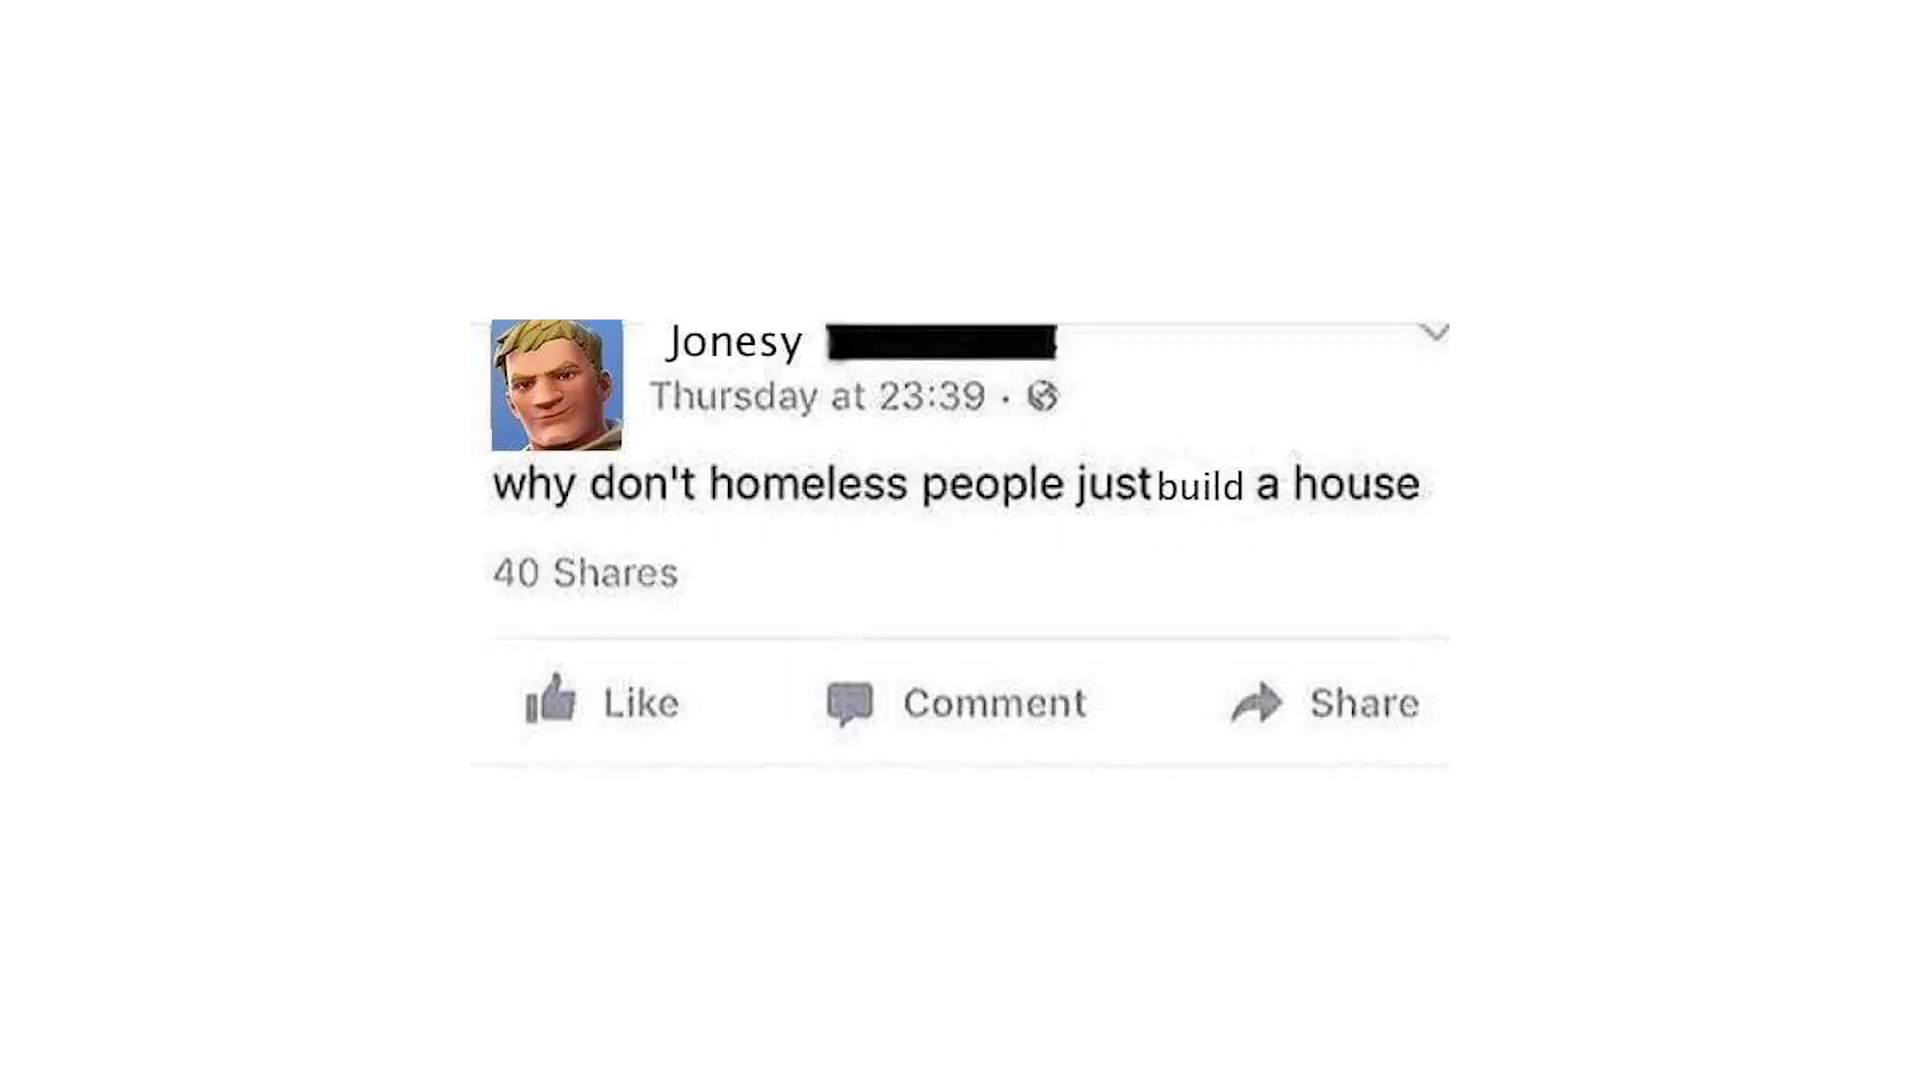 Jonesy
Thursday at 23:39 ·
why don't homeless people just build a house
40 Shares
Like Comment Share